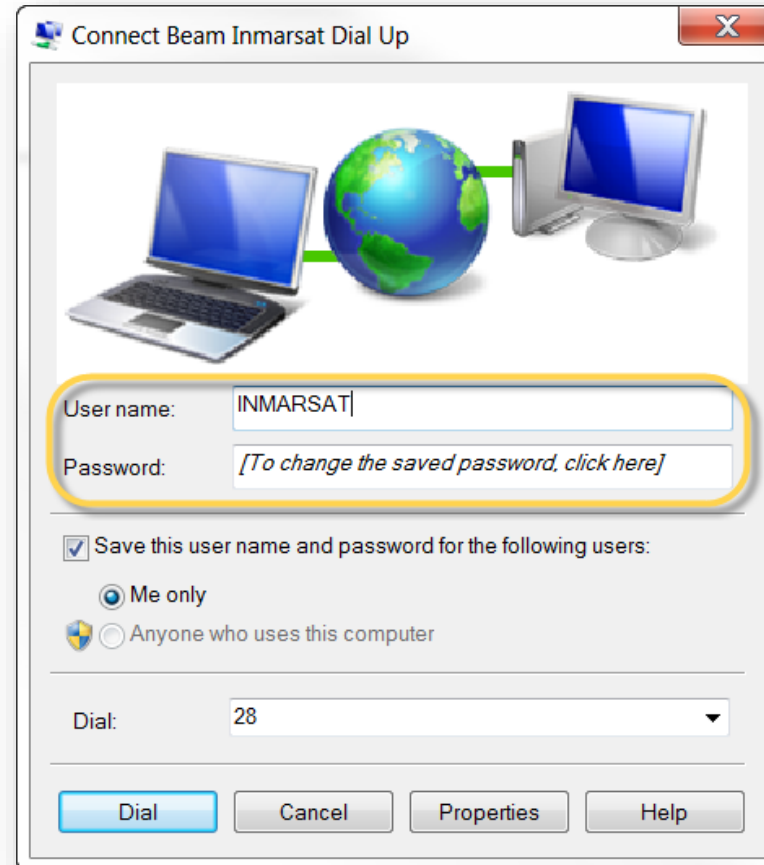 Connect Beam Inmarsat Dial Up
User name: INMARSAT
Password: [To change the saved password, click here]
Save this user name and password for the following users:
Me only
Anyone who uses this computer
Dial: 28
Dial Cancel Properties Help